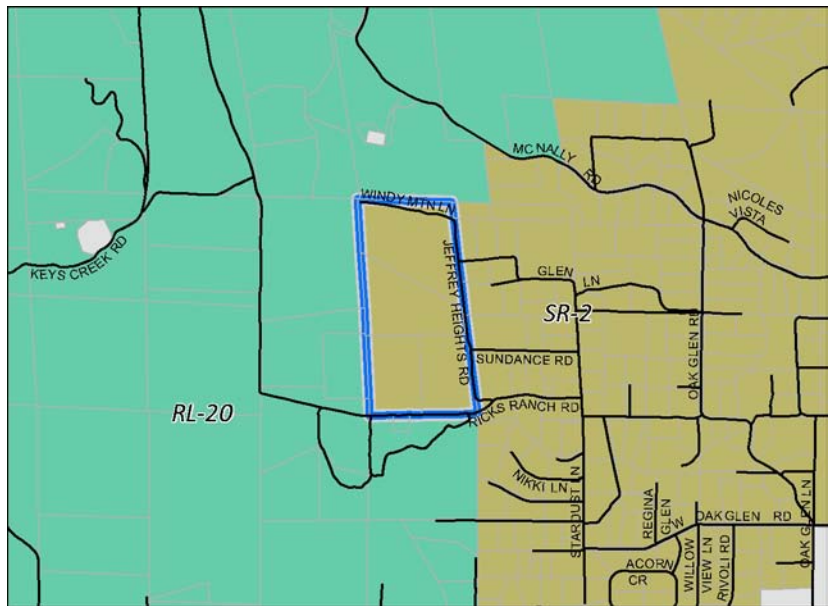 MC NALLY RD
NICOLES
VISTA
WINDY MTN LN
KEYS CREEK RD
JEFFREY HEIGHTS RD
GLEN LN
SR-2
OAK GLEN RD
SUNDANCE RD
RL-20
RICKS RANCH RD
NIKKI LN
STARDUST LN
REGINA
GLEN
W OAK GLEN RD
OAK GLEN LN
ACORN
CR
WILLOW
VIEW LN
RIVOLI RD